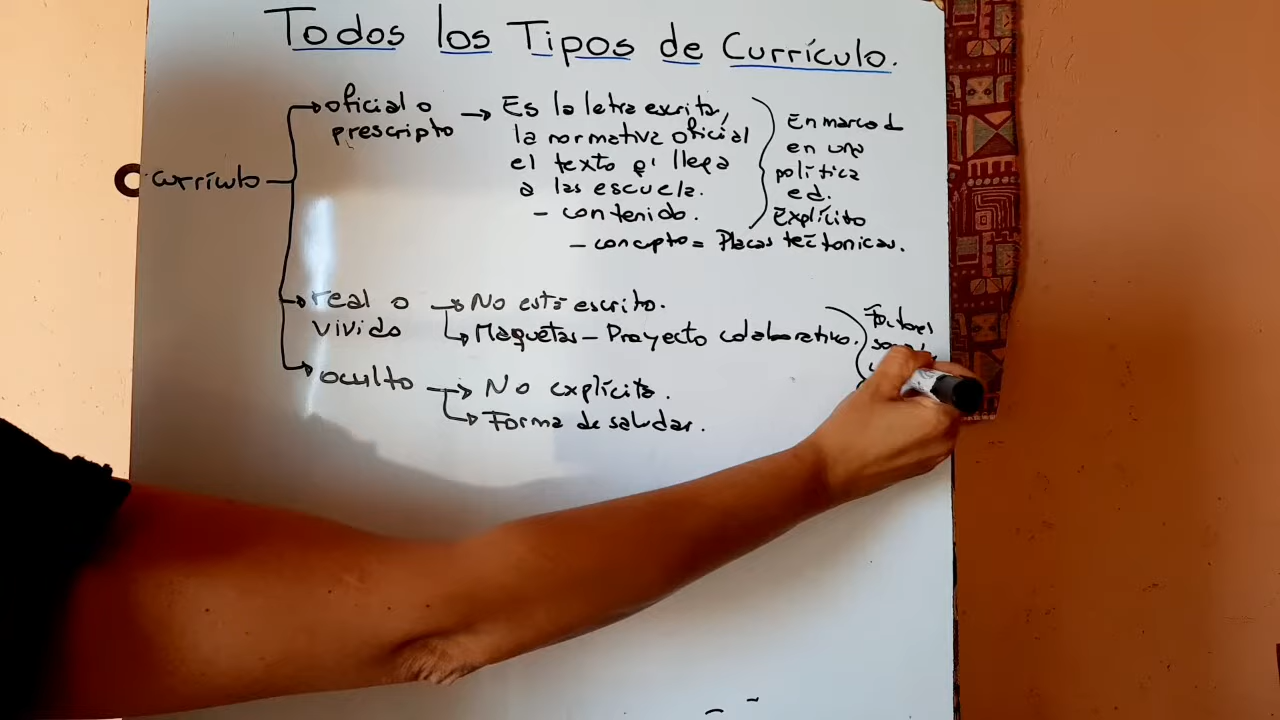 Todos los Tipos de Currículo.
currículo
oficial o
prescripto
Es la letra escrita,
la normativa oficial
el texto q' llega
a las escuela.
- contenido.
- concepto = Placas tectonicas.
En marco d
en una
política
ed.
Explícito
real o
vivido
No está escrito.
Maquetas - Proyecto colaborativo.
oculto
No explícito.
Forma de saludar.
Factores